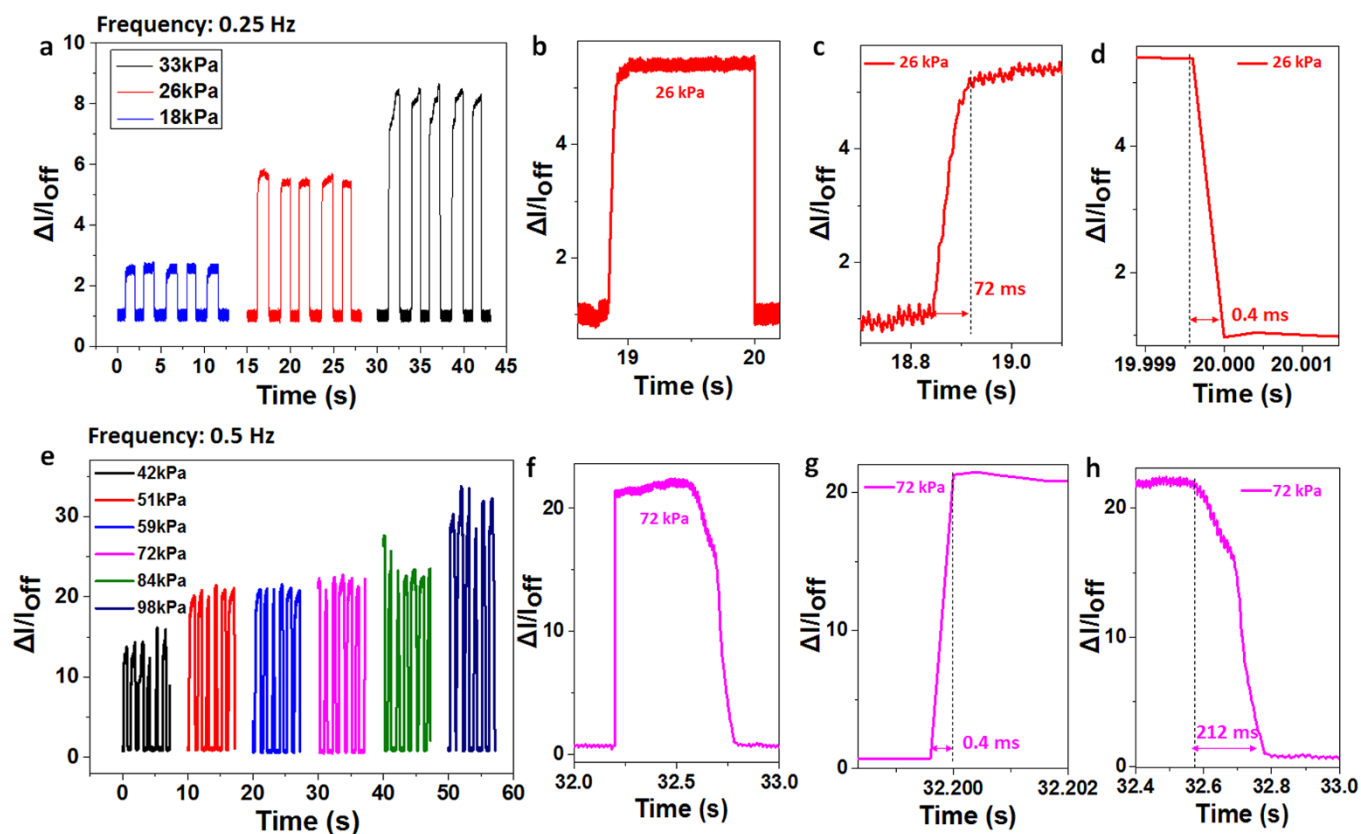 Frequency: 0.25 Hz
a
10
8
6
4
2
0
ΔI/Ioff
33kPa
26kPa
18kPa
0 5 10 15 20 25 30 35 40 45
Time (s)
b
4
2
ΔI/Ioff
26 kPa
19 20
Time (s)
c
4
2
ΔI/Ioff
26 kPa
72 ms
18.8 19.0
Time (s)
d
4
2
ΔI/Ioff
26 kPa
0.4 ms
19.999 20.000 20.001
Time (s)
Frequency: 0.5 Hz
e
30
20
10
0
ΔI/Ioff
42kPa
51kPa
59kPa
72kPa
84kPa
98kPa
0 10 20 30 40 50 60
Time (s)
f
20
10
0
ΔI/Ioff
72 kPa
32.0 32.5 33.0
Time (s)
g
20
10
0
ΔI/Ioff
72 kPa
0.4 ms
32.200 32.202
Time (s)
h
20
10
0
ΔI/Ioff
72 kPa
212 ms
32.4 32.6 32.8 33.0
Time (s)